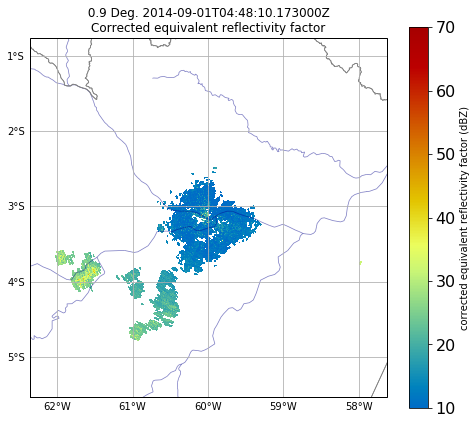 0.9 Deg. 2014-09-01T04:48:10.173000Z
Corrected equivalent reflectivity factor
1°S
2°S
3°S
4°S
5°S
62°W
61°W
60°W
59°W
58°W
70
60
50
40
30
20
10
corrected equivalent reflectivity factor (dBZ)